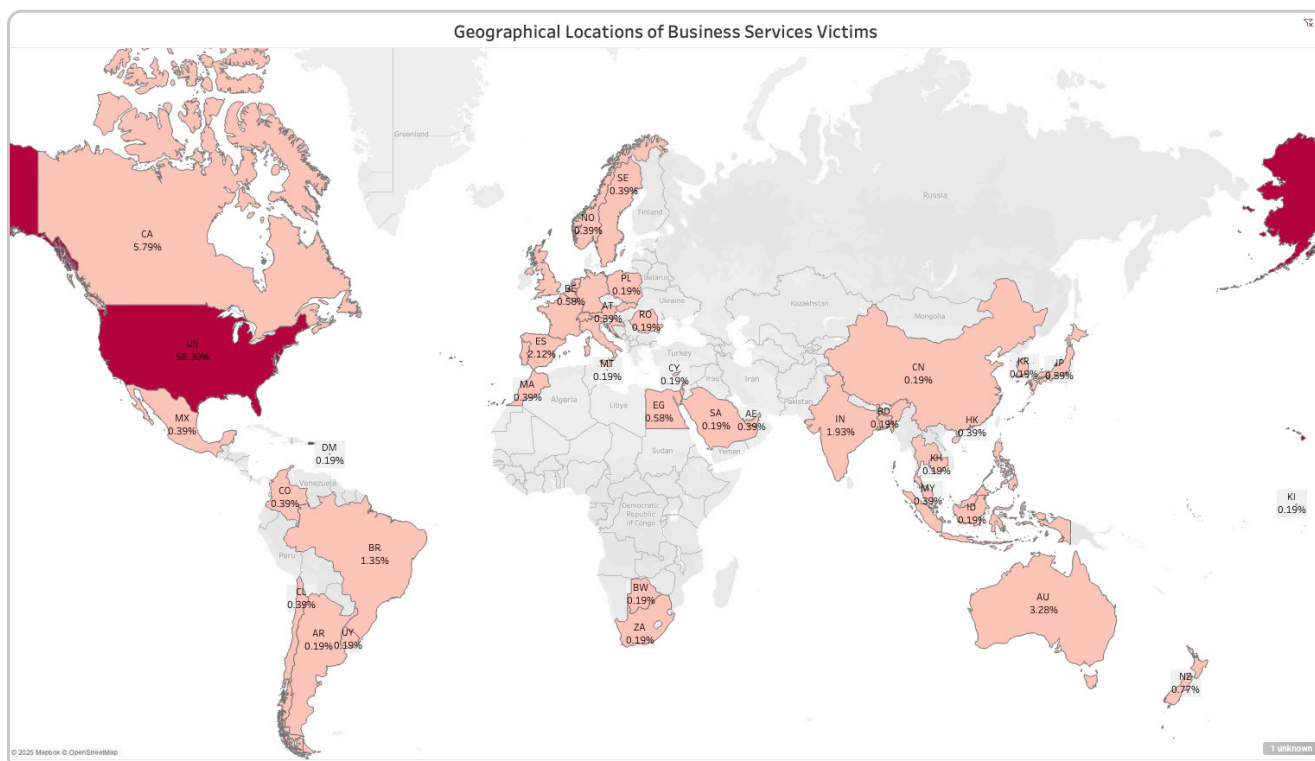 Geographical Locations of Business Services Victims
Greenland
SE
0.39%
Finland
Russia
NO
0.39%
CA
5.79%
PL
0.19%
Belarus
BE
0.58%
AT
0.39%
Ukraine
RO
0.19%
Kazakhstan
Mongolia
US
58.30%
ES
2.12%
MT
0.19%
Turkey
CY
0.19%
Iraq
Iran
Pakistan
CN
0.19%
KR
0.19%
JP
0.39%
MA
0.39%
Algeria
Libya
EG
0.58%
SA
0.19%
AE
0.39%
IN
1.93%
BD
0.19%
HK
0.39%
MX
0.39%
DM
0.19%
Sudan
Yemen
KH
0.19%
Venezuela
CO
0.39%
MY
0.39%
ID
0.19%
KI
0.19%
Democratic
Republic
of Congo
Peru
BR
1.35%
CL
0.39%
BW
0.19%
AU
3.28%
AR
0.19%
UY
0.19%
ZA
0.19%
NZ
0.77%
© 2025 Mapbox © OpenStreetMap
1 unknown